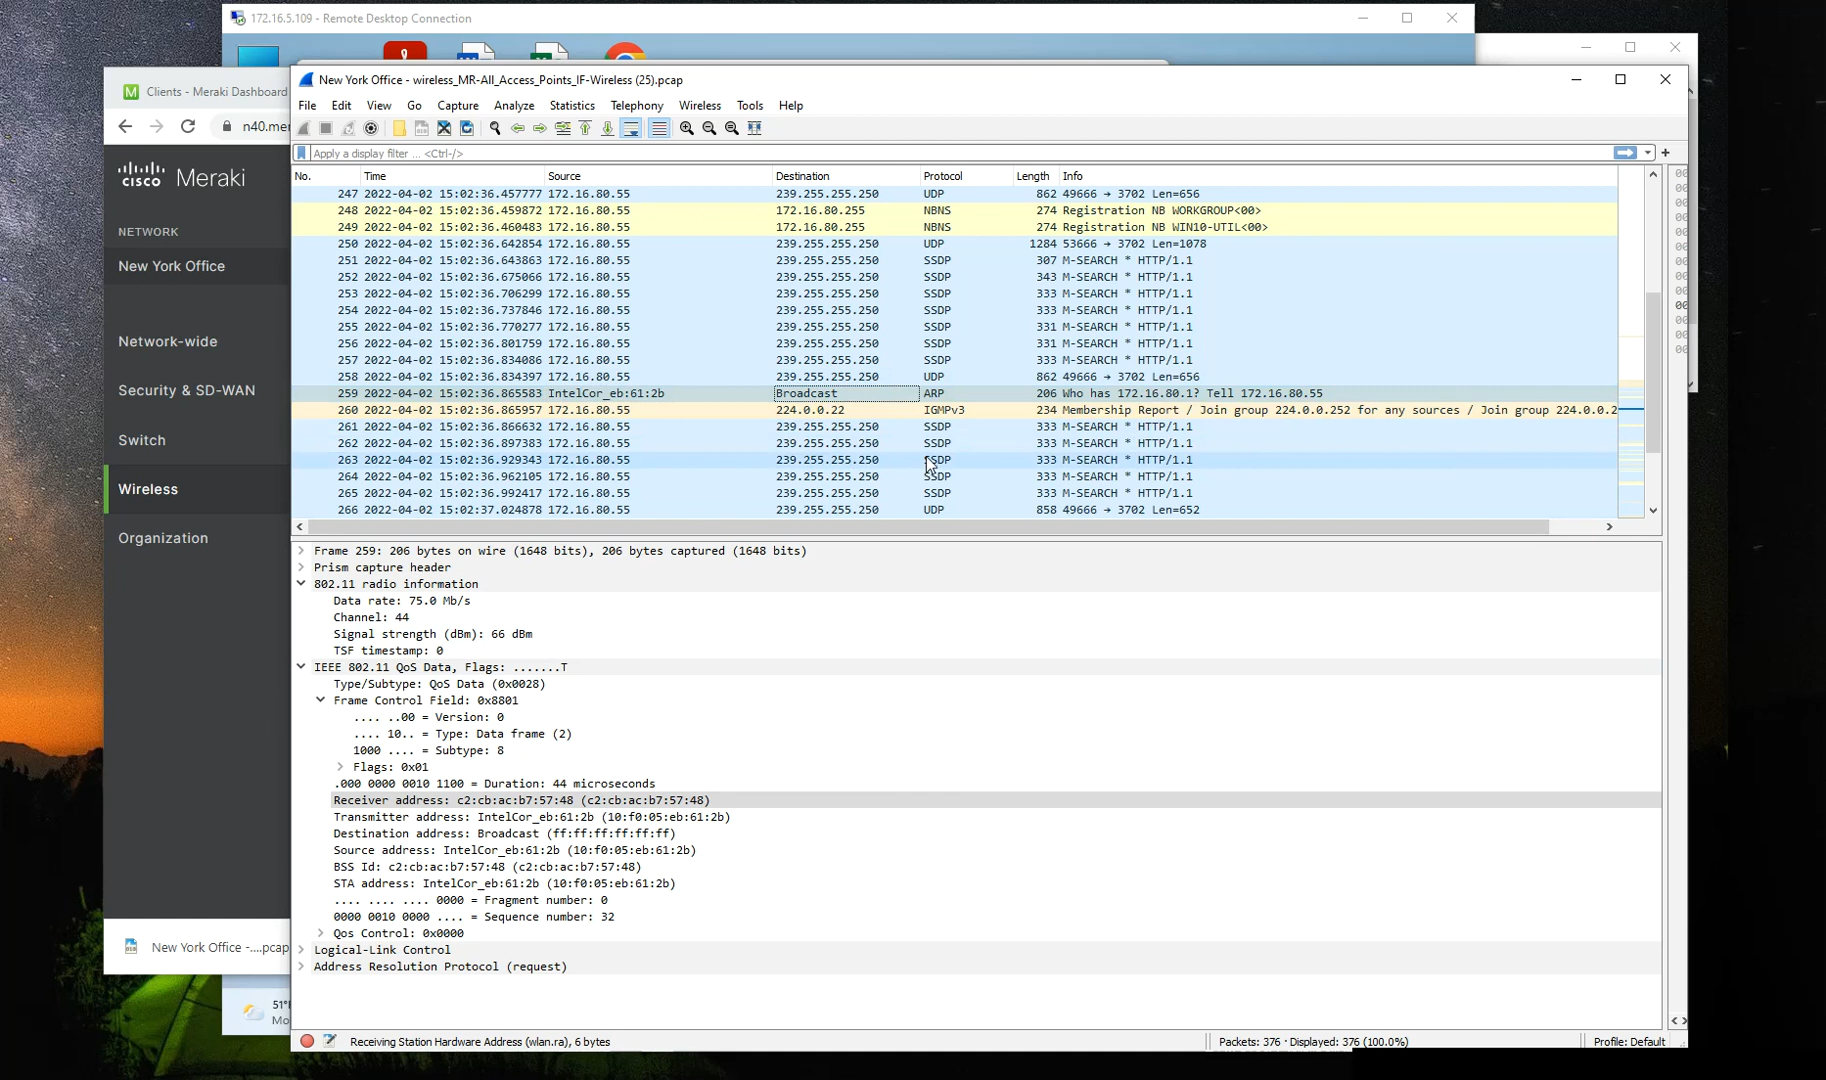 172.16.5.109 - Remote Desktop Connection
Clients - Meraki Dashboard
n40.mer
CISCO Meraki
NETWORK
New York Office
Network-wide
Security & SD-WAN
Switch
Wireless
Organization
New York Office -....pcap
51°
Mo
New York Office - wireless_MR-All_Access_Points_IF-Wireless (25).pcap
File Edit View Go Capture Analyze Statistics Telephony Wireless Tools Help
Apply a display filter ... <Ctrl-/>
No. Time Source Destination Protocol Length Info
247 2022-04-02 15:02:36.457777 172.16.80.55 239.255.255.250 UDP 862 49666 → 3702 Len=656
248 2022-04-02 15:02:36.459872 172.16.80.55 172.16.80.255 NBNS 274 Registration NB WORKGROUP<00>
249 2022-04-02 15:02:36.460483 172.16.80.55 172.16.80.255 NBNS 274 Registration NB WIN10-UTIL<00>
250 2022-04-02 15:02:36.642854 172.16.80.55 239.255.255.250 UDP 1284 53666 → 3702 Len=1078
251 2022-04-02 15:02:36.643863 172.16.80.55 239.255.255.250 SSDP 307 M-SEARCH * HTTP/1.1
252 2022-04-02 15:02:36.675066 172.16.80.55 239.255.255.250 SSDP 343 M-SEARCH * HTTP/1.1
253 2022-04-02 15:02:36.706299 172.16.80.55 239.255.255.250 SSDP 333 M-SEARCH * HTTP/1.1
254 2022-04-02 15:02:36.737846 172.16.80.55 239.255.255.250 SSDP 333 M-SEARCH * HTTP/1.1
255 2022-04-02 15:02:36.770277 172.16.80.55 239.255.255.250 SSDP 331 M-SEARCH * HTTP/1.1
256 2022-04-02 15:02:36.801759 172.16.80.55 239.255.255.250 SSDP 331 M-SEARCH * HTTP/1.1
257 2022-04-02 15:02:36.834086 172.16.80.55 239.255.255.250 SSDP 333 M-SEARCH * HTTP/1.1
258 2022-04-02 15:02:36.834397 172.16.80.55 239.255.255.250 UDP 862 49666 → 3702 Len=656
259 2022-04-02 15:02:36.865583 IntelCor_eb:61:2b Broadcast ARP 206 Who has 172.16.80.1? Tell 172.16.80.55
260 2022-04-02 15:02:36.865957 172.16.80.55 224.0.0.22 IGMPv3 234 Membership Report / Join group 224.0.0.252 for any sources / Join group 224.0.0.2
261 2022-04-02 15:02:36.866632 172.16.80.55 239.255.255.250 SSDP 333 M-SEARCH * HTTP/1.1
262 2022-04-02 15:02:36.897383 172.16.80.55 239.255.255.250 SSDP 333 M-SEARCH * HTTP/1.1
263 2022-04-02 15:02:36.929343 172.16.80.55 239.255.255.250 SSDP 333 M-SEARCH * HTTP/1.1
264 2022-04-02 15:02:36.962105 172.16.80.55 239.255.255.250 SSDP 333 M-SEARCH * HTTP/1.1
265 2022-04-02 15:02:36.992417 172.16.80.55 239.255.255.250 SSDP 333 M-SEARCH * HTTP/1.1
266 2022-04-02 15:02:37.024878 172.16.80.55 239.255.255.250 UDP 858 49666 → 3702 Len=652
Frame 259: 206 bytes on wire (1648 bits), 206 bytes captured (1648 bits)
Prism capture header
802.11 radio information
Data rate: 75.0 Mb/s
Channel: 44
Signal strength (dBm): 66 dBm
TSF timestamp: 0
IEEE 802.11 QoS Data, Flags: .......T
Type/Subtype: QoS Data (0x0028)
Frame Control Field: 0x8801
.... ..00 = Version: 0
.... 10.. = Type: Data frame (2)
1000 .... = Subtype: 8
Flags: 0x01
.000 0000 0010 1100 = Duration: 44 microseconds
Receiver address: c2:cb:ac:b7:57:48 (c2:cb:ac:b7:57:48)
Transmitter address: IntelCor_eb:61:2b (10:f0:05:eb:61:2b)
Destination address: Broadcast (ff:ff:ff:ff:ff:ff)
Source address: IntelCor_eb:61:2b (10:f0:05:eb:61:2b)
BSS Id: c2:cb:ac:b7:57:48 (c2:cb:ac:b7:57:48)
STA address: IntelCor_eb:61:2b (10:f0:05:eb:61:2b)
.... .... .... 0000 = Fragment number: 0
0000 0010 0000 .... = Sequence number: 32
Qos Control: 0x0000
Logical-Link Control
Address Resolution Protocol (request)
Receiving Station Hardware Address (wlan.ra), 6 bytes
Packets: 376 · Displayed: 376 (100.0%)
Profile: Default